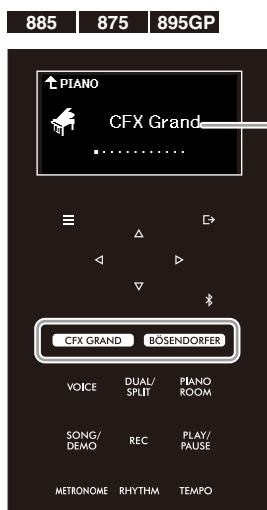 885 875 895GP
PIANO
CFX Grand
CFX GRAND BÖSENDORFER
VOICE DUAL/SPLIT PIANO ROOM
SONG/DEMO REC PLAY/PAUSE
METRONOME RHYTHM TEMPO